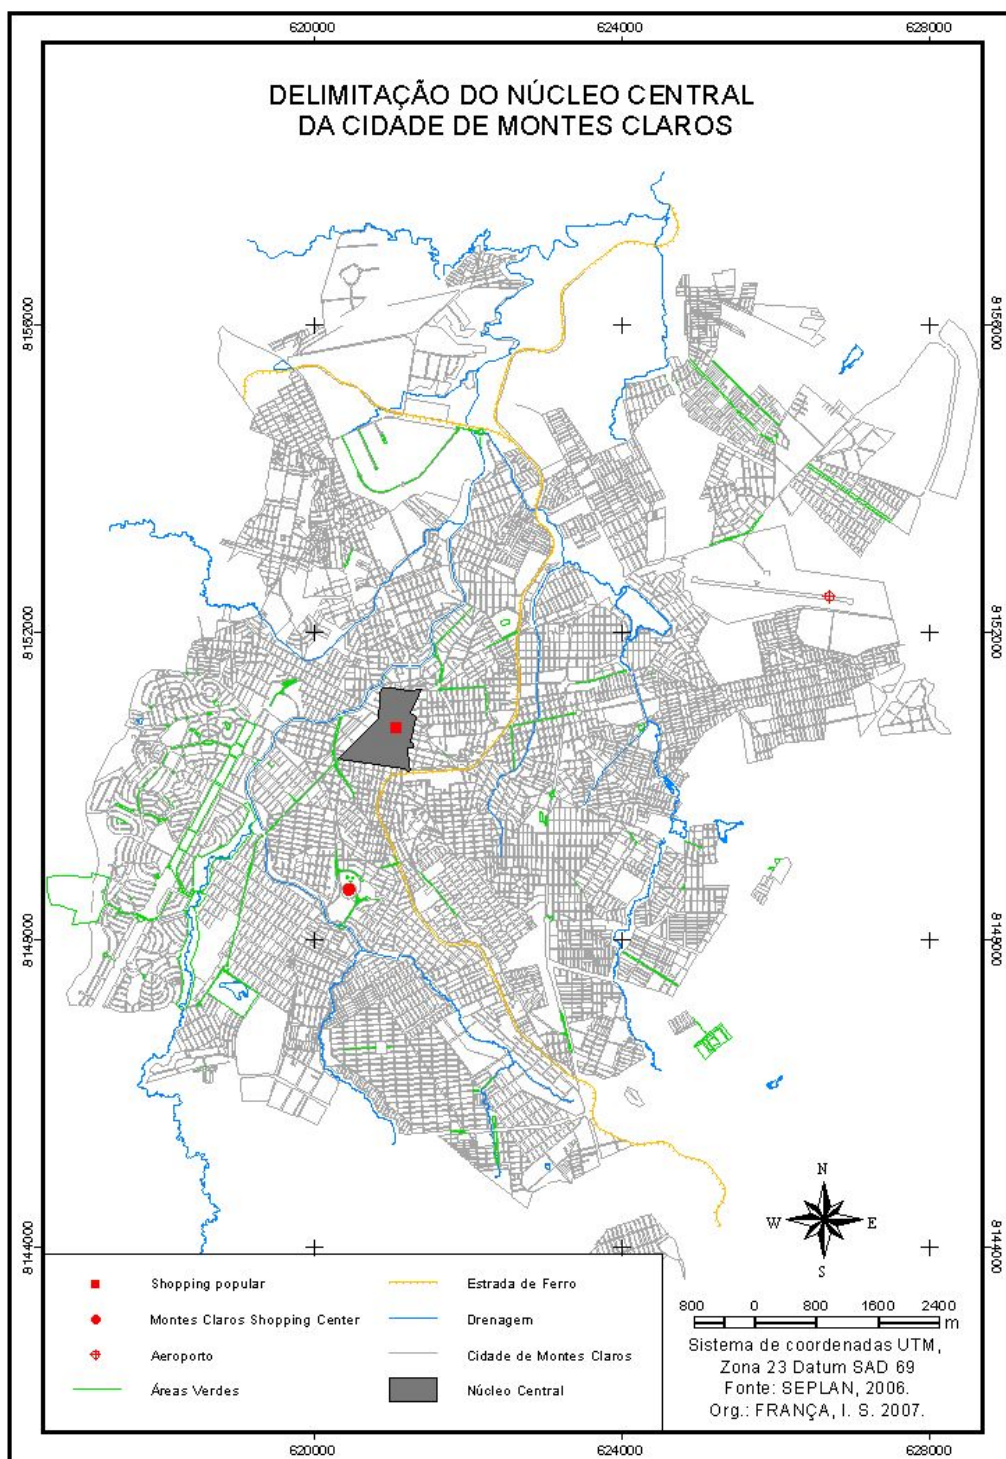 620000 624000 628000
DELIMITAÇÃO DO NÚCLEO CENTRAL
DA CIDADE DE MONTES CLAROS
8156000 8156000
8152000 8152000
8148000 8148000
N
W E
S
8144000 8144000
Shopping popular
Montes Claros Shopping Center
Aeroporto
Áreas Verdes
Estrada de Ferro
Drenagem
Cidade de Montes Claros
Núcleo Central
800 0 800 1600 2400
m
Sistema de coordenadas UTM,
Zona 23 Datum SAD 69
Fonte: SEPLAN, 2006.
Org.: FRANÇA, I. S. 2007.
620000 624000 628000